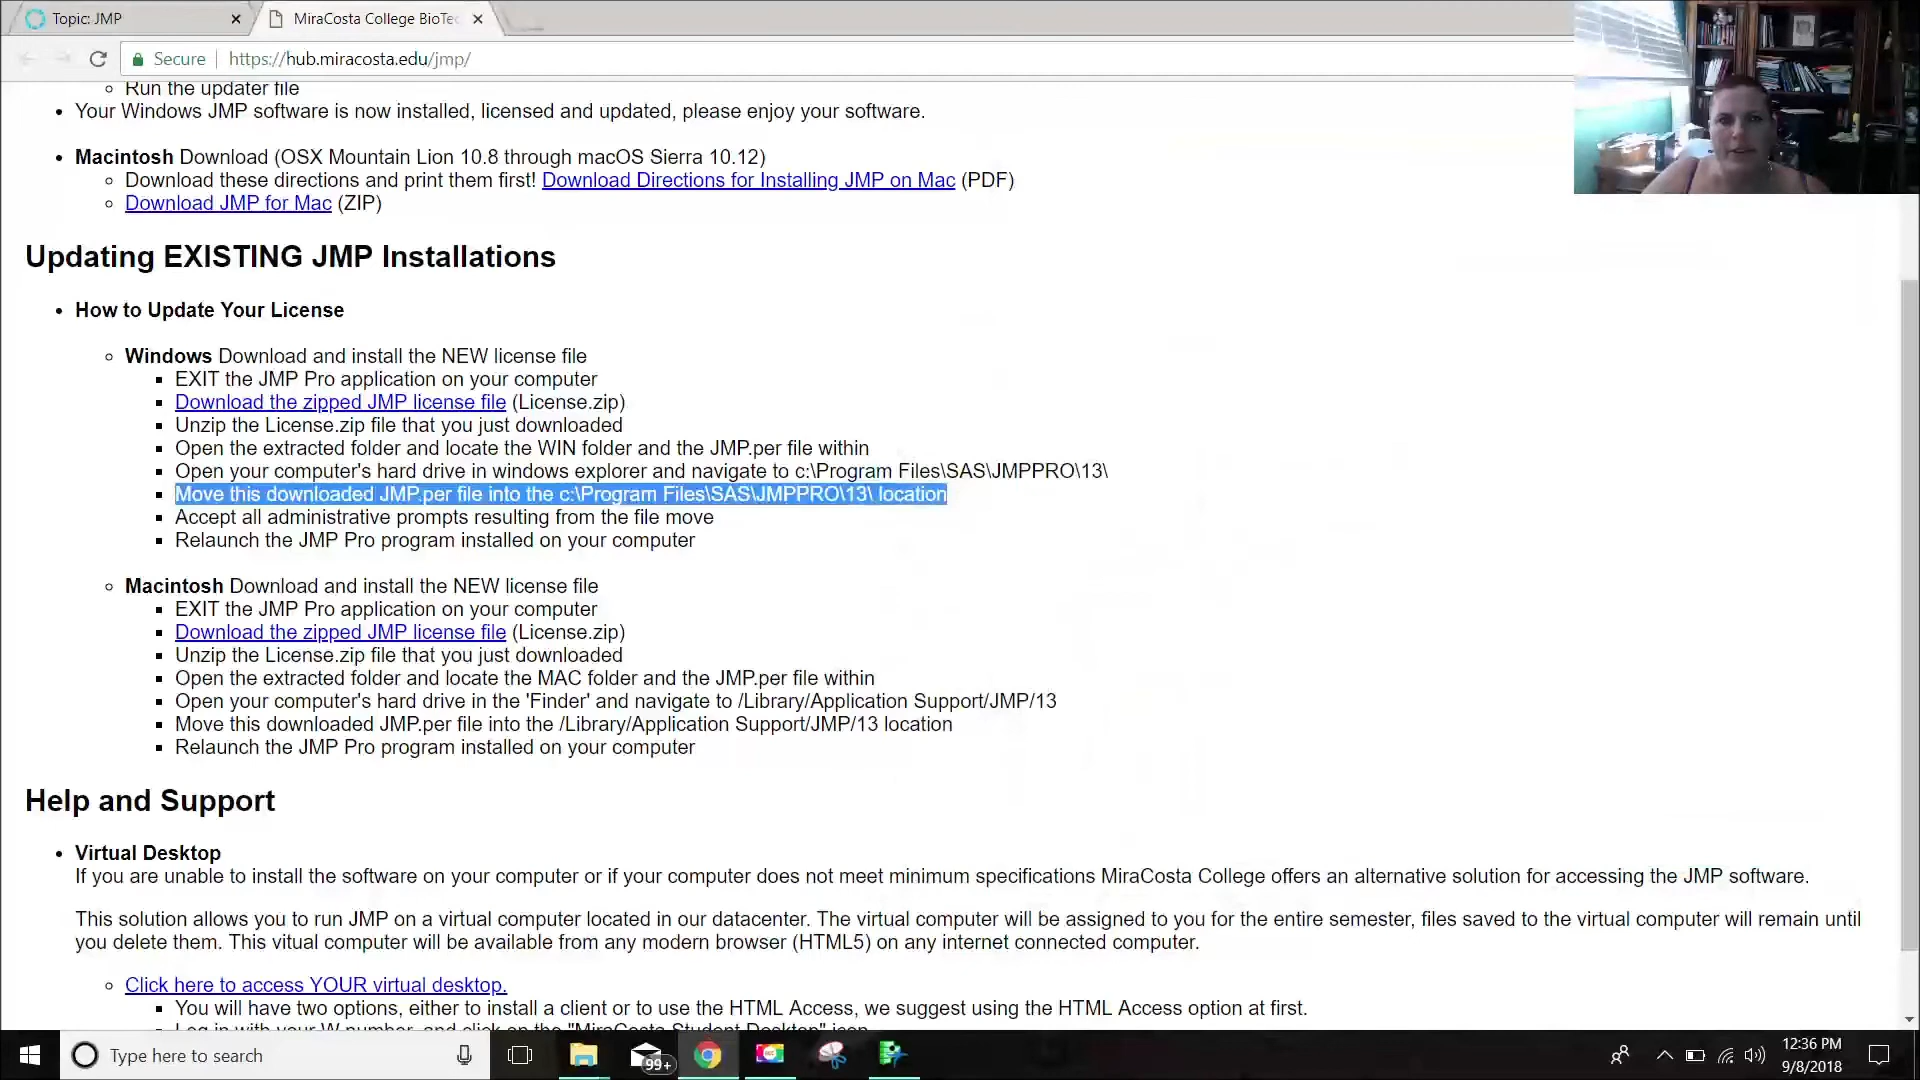 Topic: JMP
MiraCosta College BioTec
Secure
https://hub.miracosta.edu/jmp/
Run the updater file
Your Windows JMP software is now installed, licensed and updated, please enjoy your software.
Macintosh Download (OSX Mountain Lion 10.8 through macOS Sierra 10.12)
Download these directions and print them first! Download Directions for Installing JMP on Mac (PDF)
Download JMP for Mac (ZIP)
Updating EXISTING JMP Installations
How to Update Your License
Windows Download and install the NEW license file
EXIT the JMP Pro application on your computer
Download the zipped JMP license file (License.zip)
Unzip the License.zip file that you just downloaded
Open the extracted folder and locate the WIN folder and the JMP.per file within
Open your computer's hard drive in windows explorer and navigate to c:\Program Files\SAS\JMPPRO\13\
Move this downloaded JMP.per file into the c:\Program Files\SAS\JMPPRO\13\ location
Accept all administrative prompts resulting from the file move
Relaunch the JMP Pro program installed on your computer
Macintosh Download and install the NEW license file
EXIT the JMP Pro application on your computer
Download the zipped JMP license file (License.zip)
Unzip the License.zip file that you just downloaded
Open the extracted folder and locate the MAC folder and the JMP.per file within
Open your computer's hard drive in the 'Finder' and navigate to /Library/Application Support/JMP/13
Move this downloaded JMP.per file into the /Library/Application Support/JMP/13 location
Relaunch the JMP Pro program installed on your computer
Help and Support
Virtual Desktop
If you are unable to install the software on your computer or if your computer does not meet minimum specifications MiraCosta College offers an alternative solution for accessing the JMP software.
This solution allows you to run JMP on a virtual computer located in our datacenter. The virtual computer will be assigned to you for the entire semester, files saved to the virtual computer will remain until
you delete them. This vitual computer will be available from any modern browser (HTML5) on any internet connected computer.
Click here to access YOUR virtual desktop.
You will have two options, either to install a client or to use the HTML Access, we suggest using the HTML Access option at first.
Log in with your W number, and click on the "MiraCosta Student Desktop" icon
Type here to search
99+
12:36 PM
9/8/2018